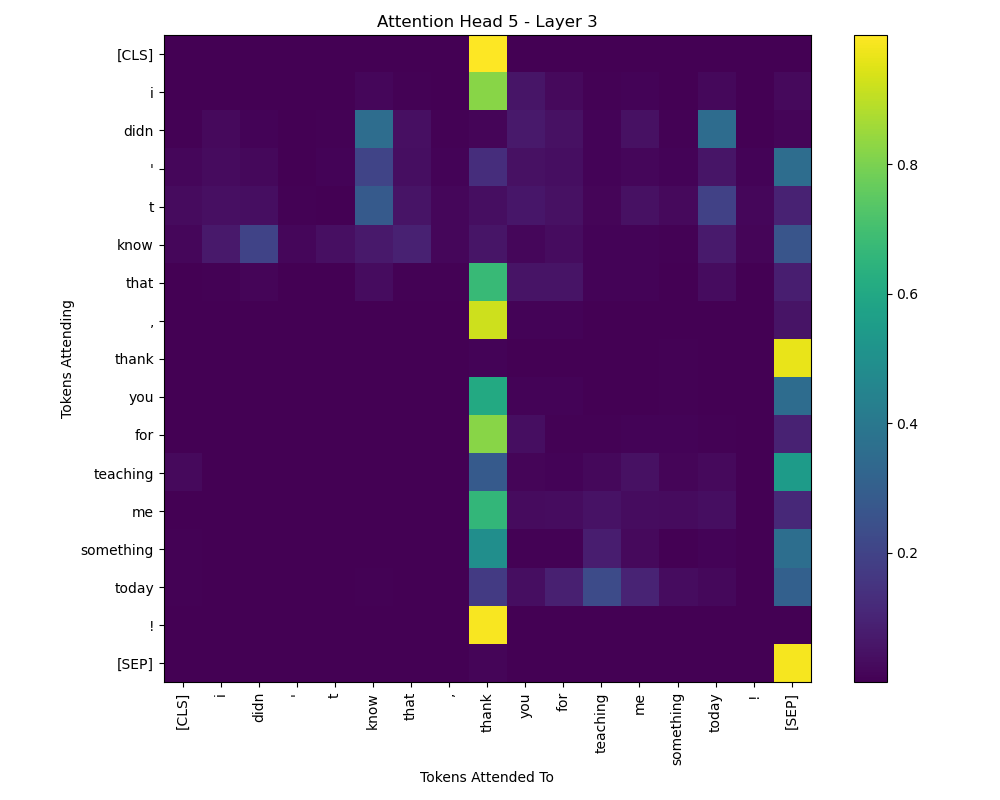 Attention Head 5 - Layer 3
Tokens Attending
[CLS]
i
didn
'
t
know
that
,
thank
you
for
teaching
me
something
today
!
[SEP]
[CLS]
i
didn
'
t
know
that
,
thank
you
for
teaching
me
something
today
!
[SEP]
Tokens Attended To
0.8
0.6
0.4
0.2